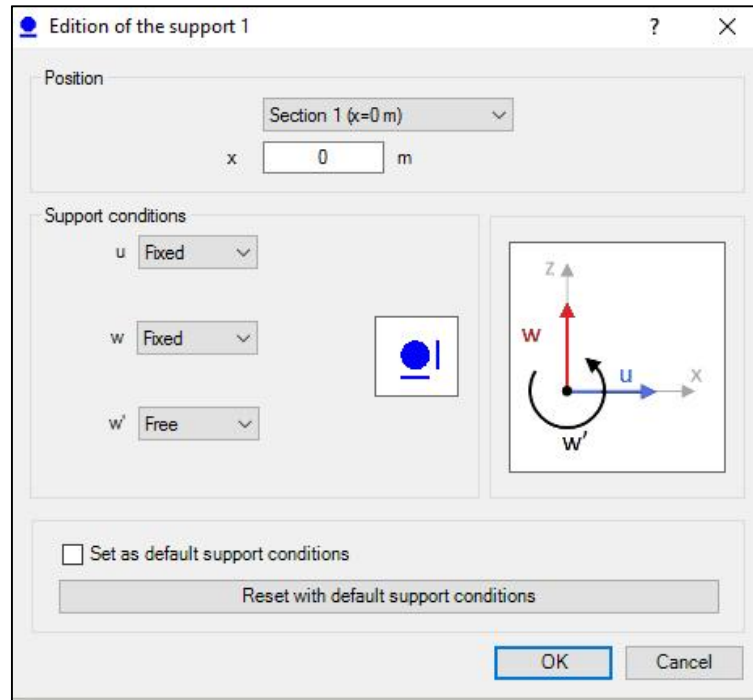 Edition of the support 1
?
Position
Section 1 (x=0 m)
x 0 m
Support conditions
u Fixed
w Fixed
w' Free
z
w
u
x
w'
Set as default support conditions
Reset with default support conditions
OK Cancel